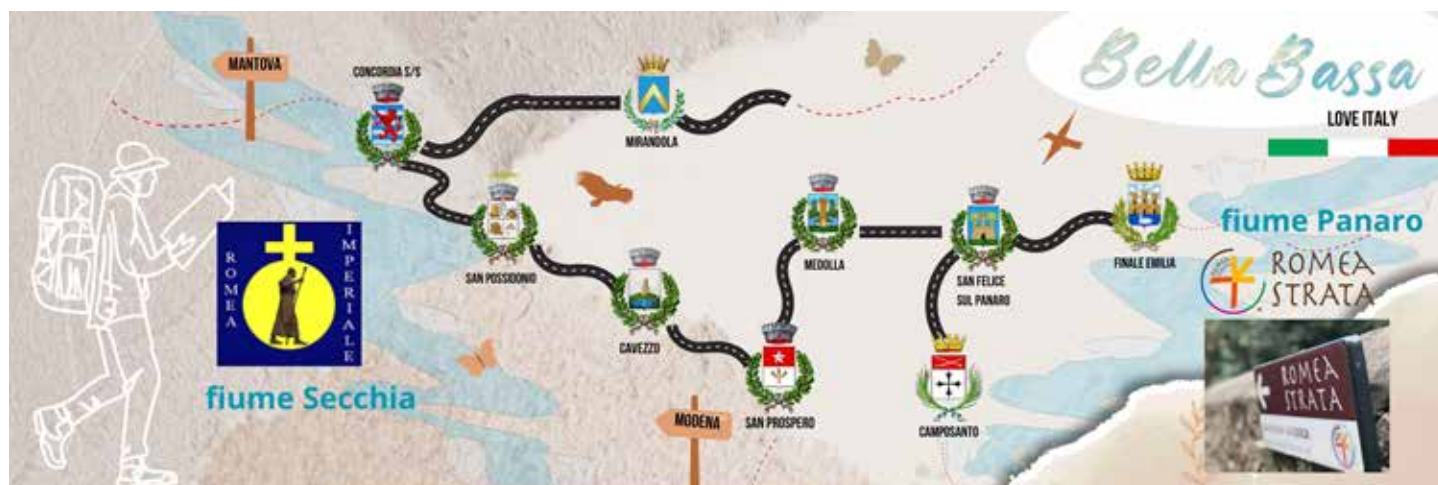 MANTOVA
CONCORDIA S/S
MIRANDOLA
Bella Bassa
LOVE ITALY
ROMEA
IMPERIALE
SAN POSSIDONIO
MEDOLLA
SAN FELICE
SUL PANARO
FINALE EMILIA
fiume Panaro
ROMEA
STRATA
CAVEZZO
fiume Secchia
MODENA
SAN PROSPERO
CAMPOSANTO
ROMEA
STRATA